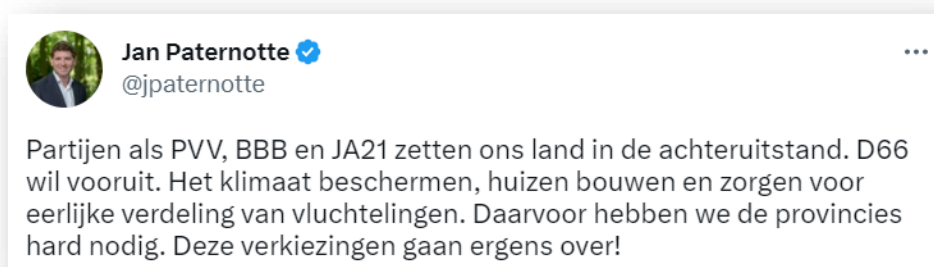 Jan Paternotte
@jpaternotte
Partijen als PVV, BBB en JA21 zetten ons land in de achteruitstand. D66
wil vooruit. Het klimaat beschermen, huizen bouwen en zorgen voor
eerlijke verdeling van vluchtelingen. Daarvoor hebben we de provincies
hard nodig. Deze verkiezingen gaan ergens over!